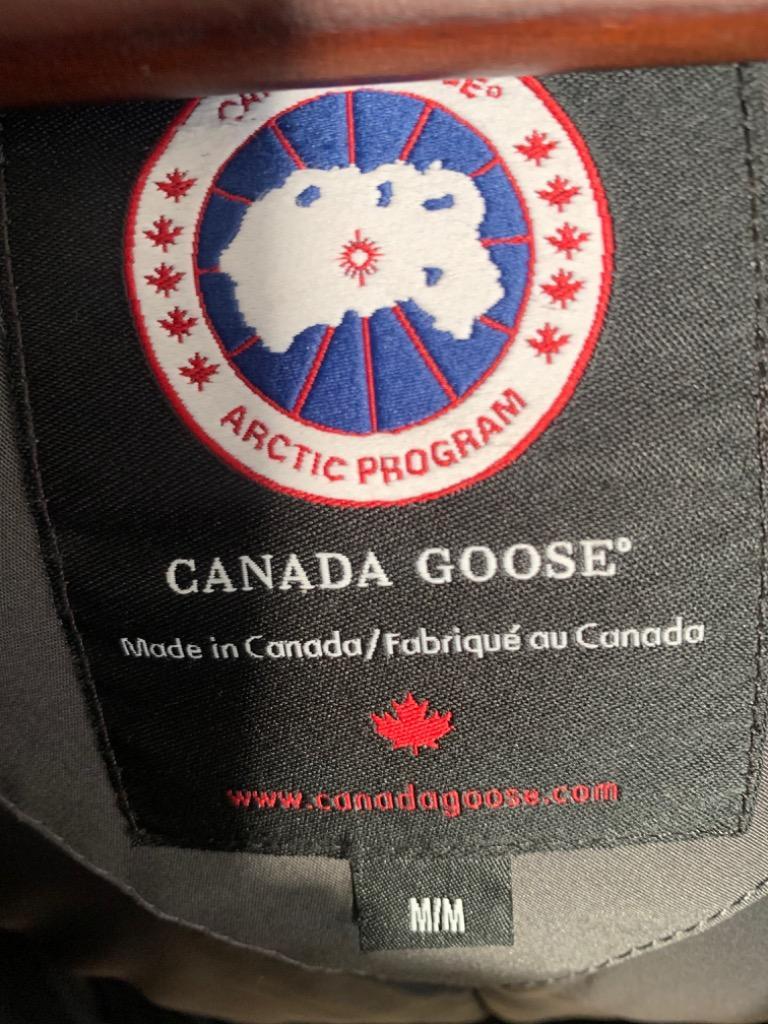 ARCTIC PROGRAM
CANADA GOOSE°
Made in Canada/Fabriqué au Canada
www.canadagoose.com
M/M